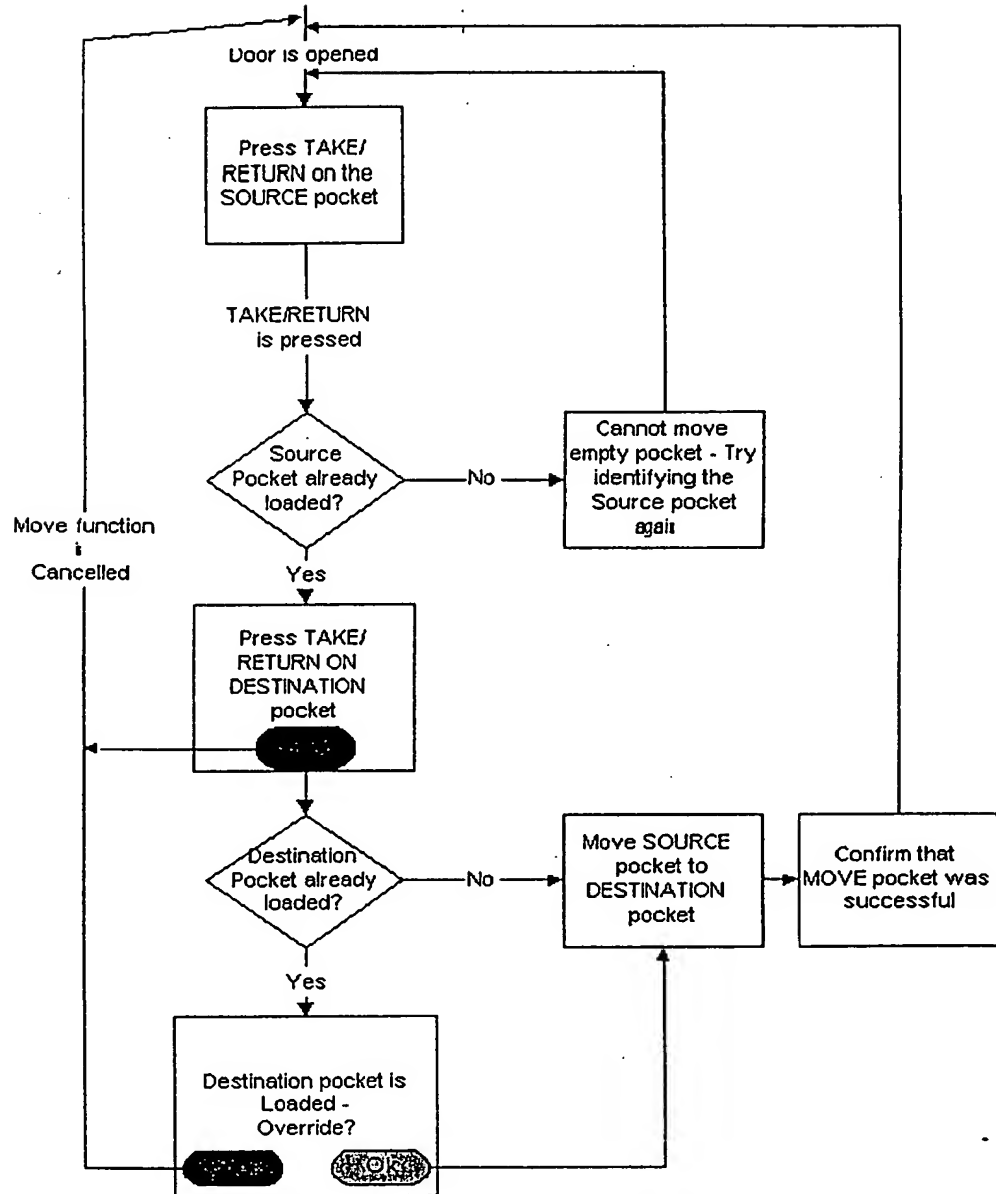 Door is opened
Press TAKE/
RETURN on the
SOURCE pocket
TAKE/RETURN
is pressed
Source
Pocket already
loaded?
No
Cannot move
empty pocket - Try
identifying the
Source pocket
again
Move function
is
Cancelled
Yes
Press TAKE/
RETURN ON
DESTINATION
pocket
Destination
Pocket already
loaded?
No
Move SOURCE
pocket to
DESTINATION
pocket
Confirm that
MOVE pocket was
successful
Yes
Destination pocket is
Loaded -
Override?